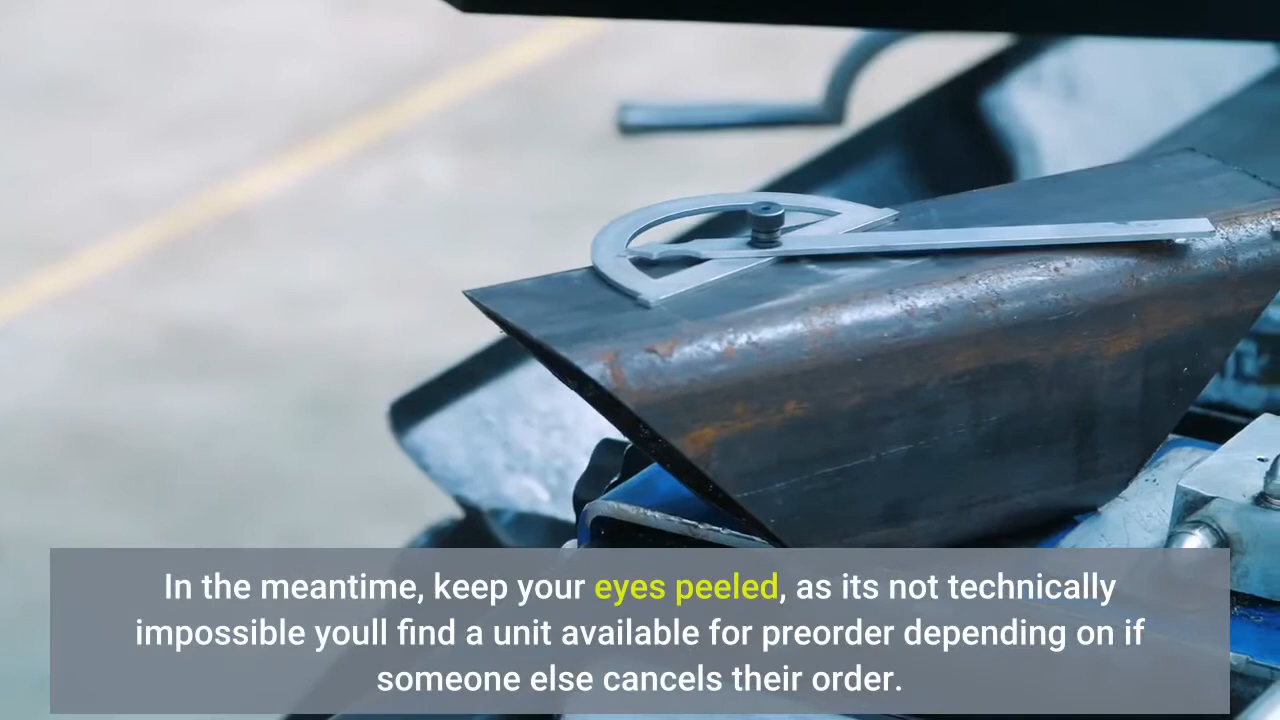 In the meantime, keep your eyes peeled, as its not technically
impossible youll find a unit available for preorder depending on if
someone else cancels their order.